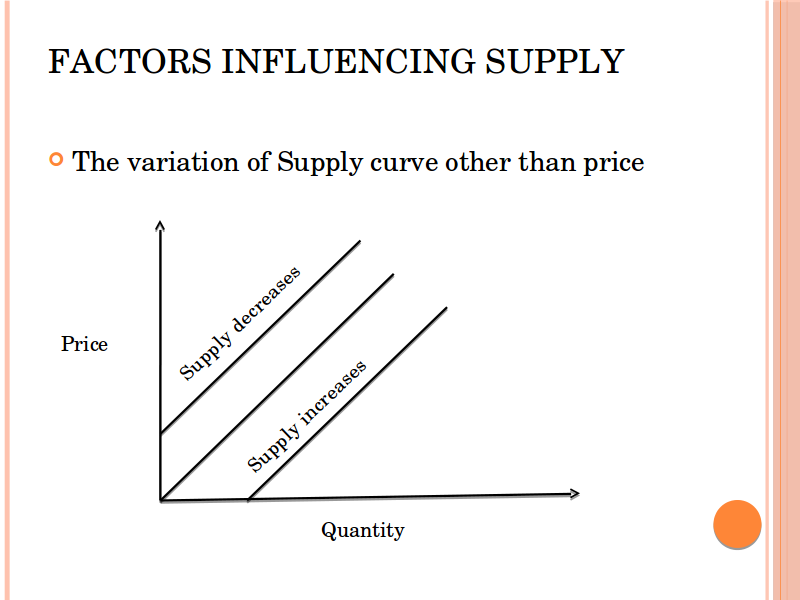 FACTORS INFLUENCING SUPPLY
The variation of Supply curve other than price
Supply decreases
Price
Supply increases
Quantity